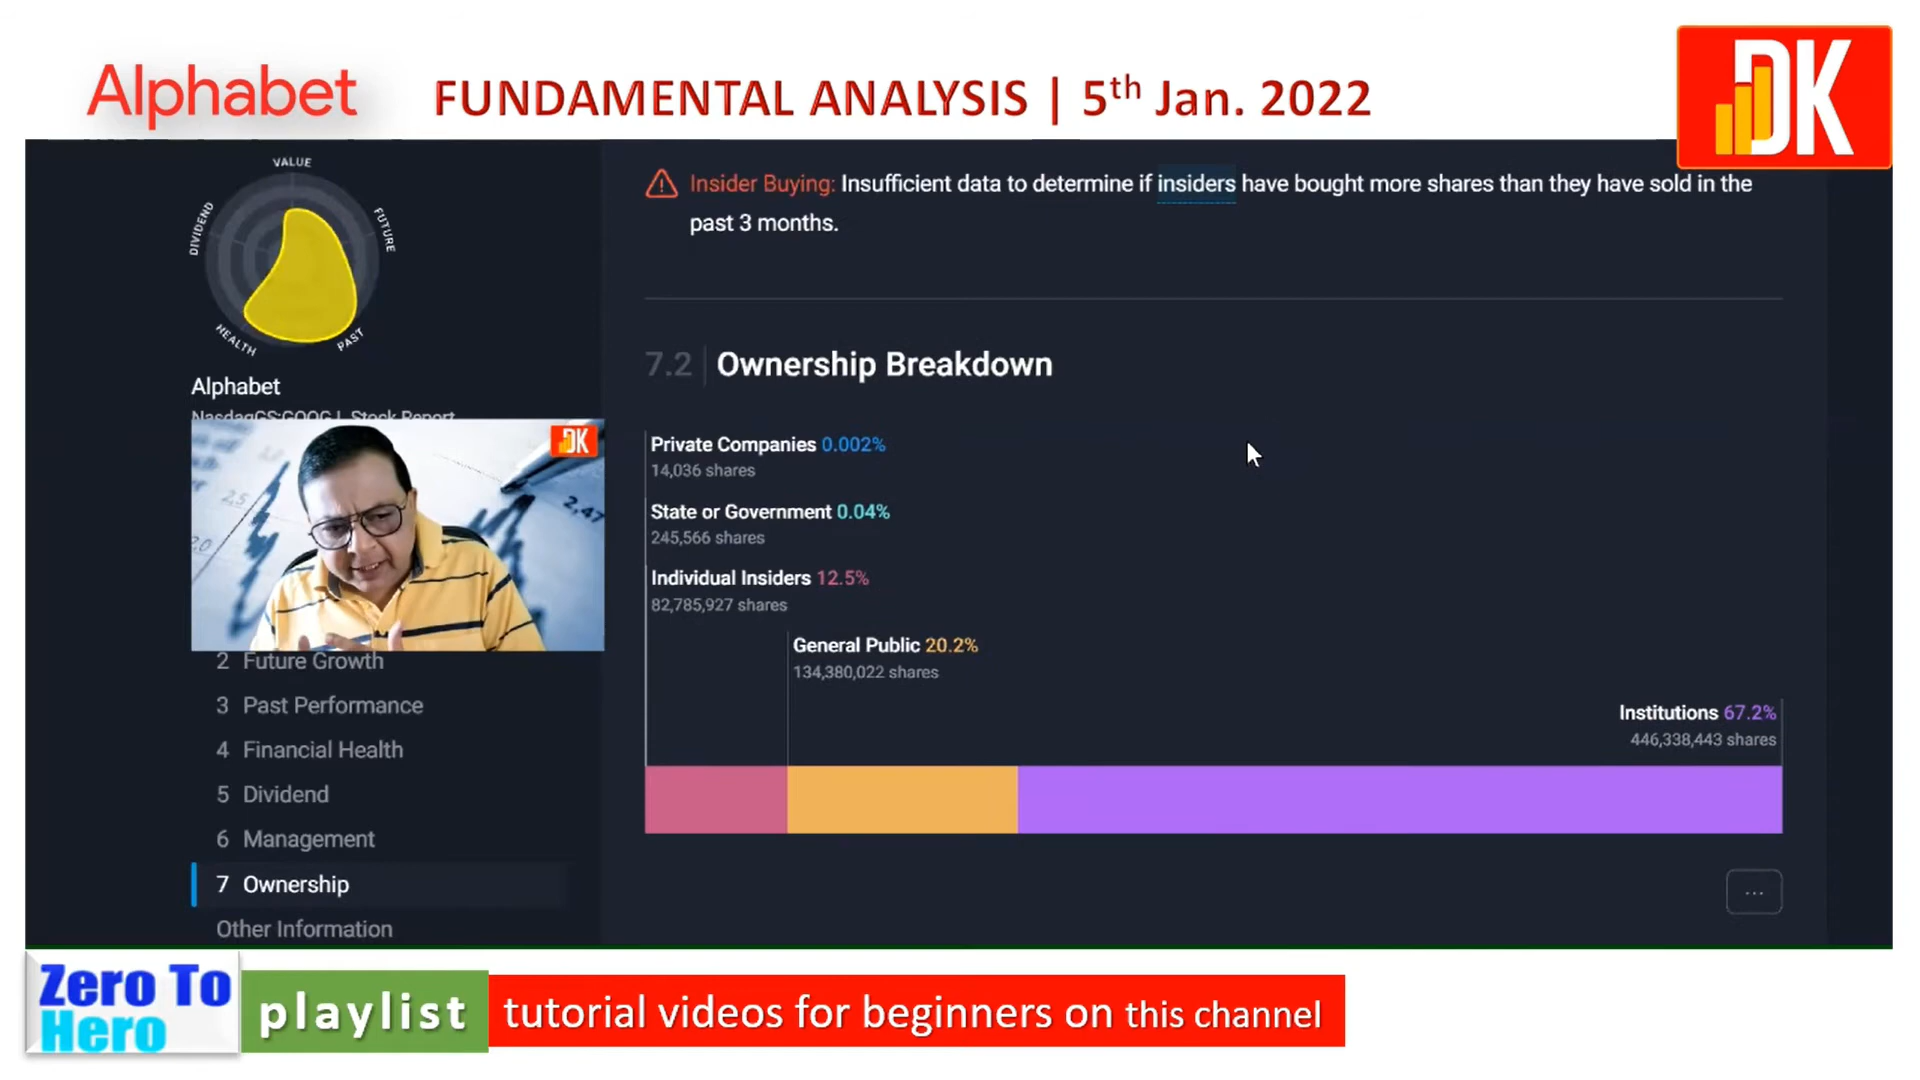 Alphabet
FUNDAMENTAL ANALYSIS | 5th Jan. 2022
DK
VALUE
FUTURE
PAST
HEALTH
DIVIDEND
Alphabet
NasdaqGS:GOOG L Stock Report
DK
2 Future Growth
3 Past Performance
4 Financial Health
5 Dividend
6 Management
7 Ownership
Other Information
Insider Buying: Insufficient data to determine if insiders have bought more shares than they have sold in the
past 3 months.
7.2 Ownership Breakdown
Private Companies 0.002%
14,036 shares
State or Government 0.04%
245,566 shares
Individual Insiders 12.5%
82,785,927 shares
General Public 20.2%
134,380,022 shares
Institutions 67.2%
446,338,443 shares
...
Zero To
Hero
playlist
tutorial videos for beginners on this channel